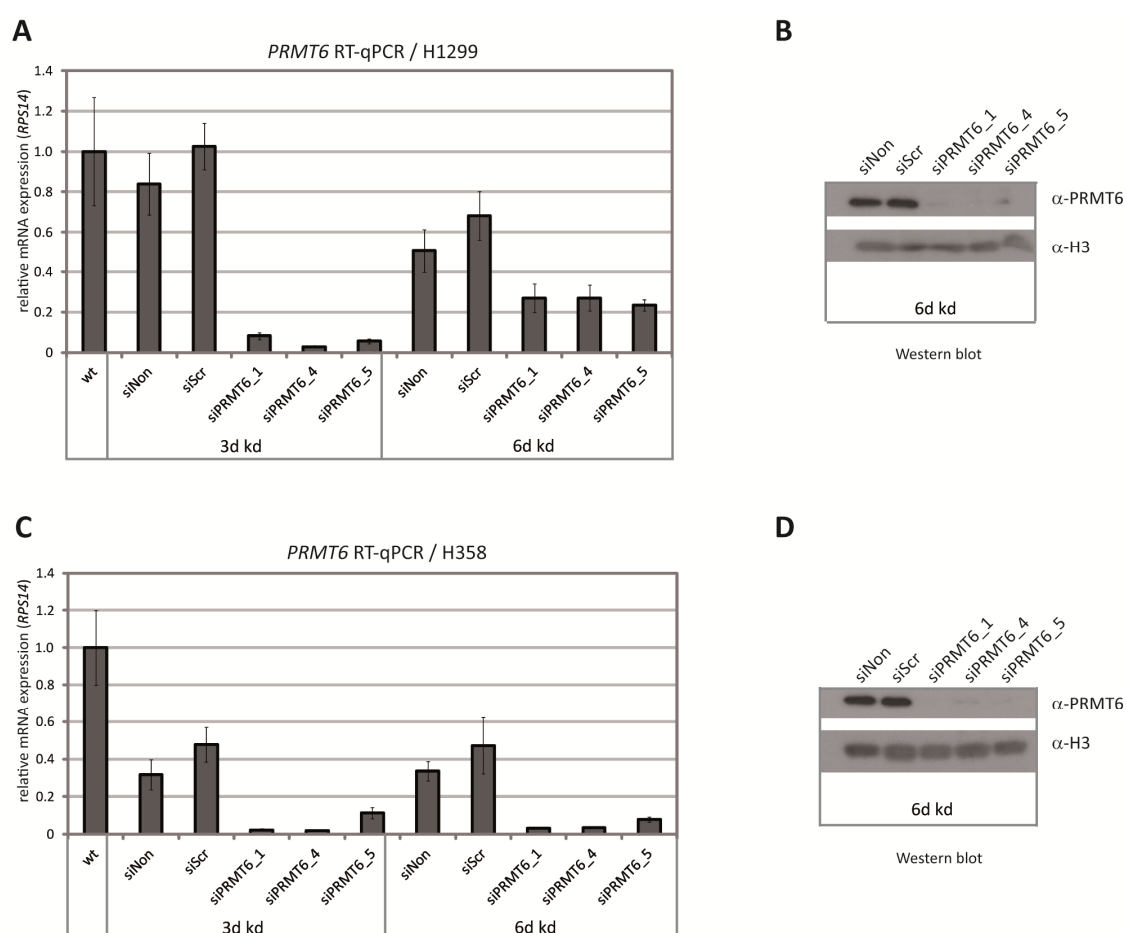 A
PRMT6 RT-qPCR / H1299
relative mRNA expression (RPS14)
1.4
1.2
1.0
0.8
0.6
0.4
0.2
0
wt
siNon
siScr
siPRMT6_1
siPRMT6_4
siPRMT6_5
siNon
siScr
siPRMT6_1
siPRMT6_4
siPRMT6_5
3d kd
6d kd
B
siNon
siScr
siPRMT6_1
siPRMT6_4
siPRMT6_5
α-PRMT6
α-H3
6d kd
Western blot
C
PRMT6 RT-qPCR / H358
relative mRNA expression (RPS14)
1.4
1.2
1.0
0.8
0.6
0.4
0.2
0
wt
siNon
siScr
siPRMT6_1
siPRMT6_4
siPRMT6_5
siNon
siScr
siPRMT6_1
siPRMT6_4
siPRMT6_5
3d kd
6d kd
D
siNon
siScr
siPRMT6_1
siPRMT6_4
siPRMT6_5
α-PRMT6
α-H3
6d kd
Western blot